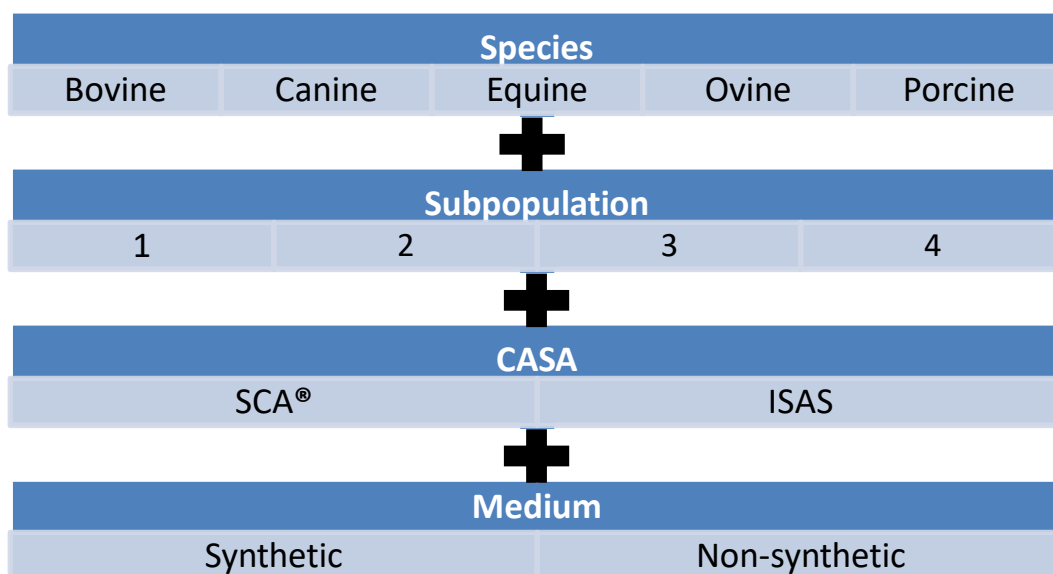 Species
Bovine Canine Equine Ovine Porcine
Subpopulation
1 2 3 4
CASA
SCA® ISAS
Medium
Synthetic Non-synthetic